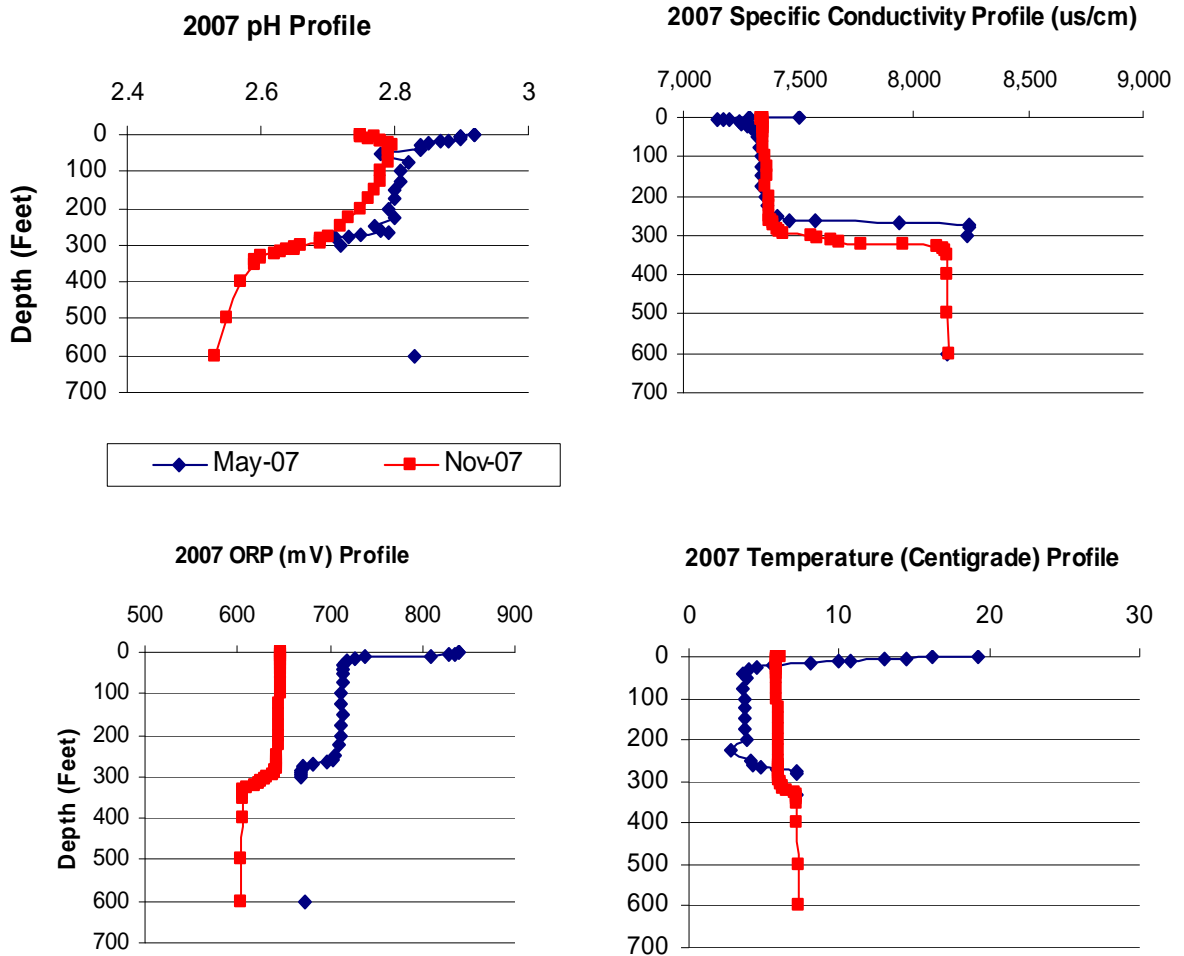 2007 pH Profile
2.4 2.6 2.8 3
0
100
200
300
400
500
600
700
Depth (Feet)
May-07 Nov-07
2007 Specific Conductivity Profile (us/cm)
7,000 7,500 8,000 8,500 9,000
0
100
200
300
400
500
600
700
2007 ORP (mV) Profile
500 600 700 800 900
0
100
200
300
400
500
600
700
Depth (Feet)
2007 Temperature (Centigrade) Profile
0 10 20 30
0
100
200
300
400
500
600
700